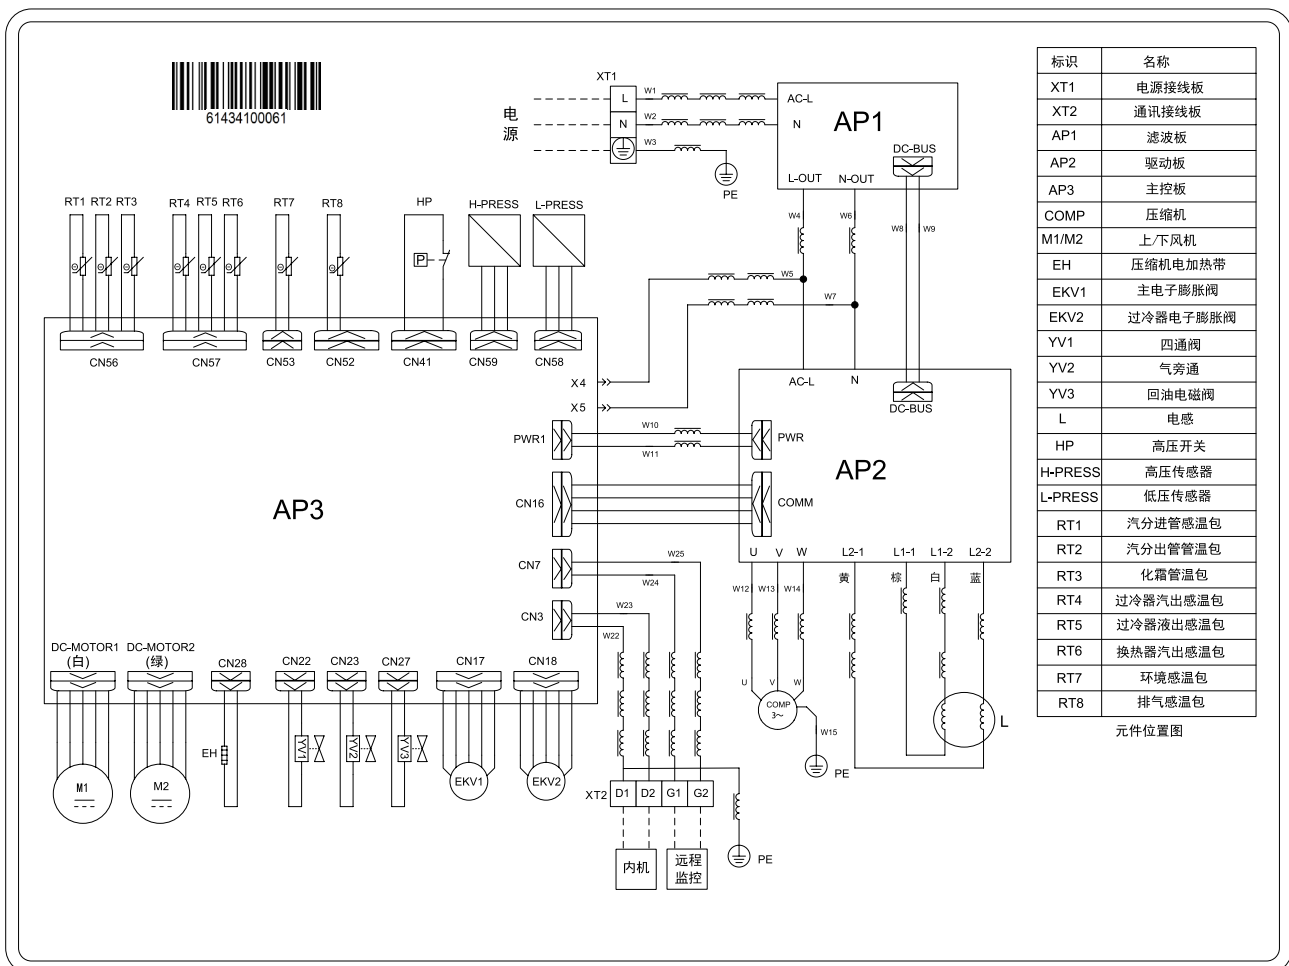 61434100061
标识 名称
XT1 电源接线板
XT2 通讯接线板
AP1 滤波板
AP2 驱动板
AP3 主控板
COMP 压缩机
M1/M2 上/下风机
EH 压缩机电加热带
EKV1 主电子膨胀阀
EKV2 过冷器电子膨胀阀
YV1 四通阀
YV2 气旁通
YV3 回油电磁阀
L 电感
HP 高压开关
H-PRESS 高压传感器
L-PRESS 低压传感器
RT1 汽分进管感温包
RT2 汽分出管管温包
RT3 化霜管温包
RT4 过冷器汽出感温包
RT5 过冷器液出感温包
RT6 换热器汽出感温包
RT7 环境感温包
RT8 排气感温包
元件位置图
XT1
电源
L W1 AC-L
N W2 N
W3
PE
AP1
DC-BUS
L-OUT N-OUT
W4 W6 W8 W9
W5
W7
RT1 RT2 RT3 RT4 RT5 RT6 RT7 RT8 HP H-PRESS L-PRESS
θ θ θ θ θ θ θ θ P
CN56 CN57 CN53 CN52 CN41 CN59 CN58
X4
X5
AC-L N DC-BUS
PWR1 W10 W11 PWR
CN16 COMM
AP3
AP2
CN7 W25 W24
CN3 W23 W22
U V W L2-1 L1-1 L1-2 L2-2
黄 棕 白 蓝
W12 W13 W14
U V W
COMP
3~
W15
PE
L
DC-MOTOR1 DC-MOTOR2 CN28 CN22 CN23 CN27 CN17 CN18
(白) (绿)
EH YV1 YV2 YV3
M1 M2 EKV1 EKV2
XT2 D1 D2 G1 G2
内机
远程
监控
PE